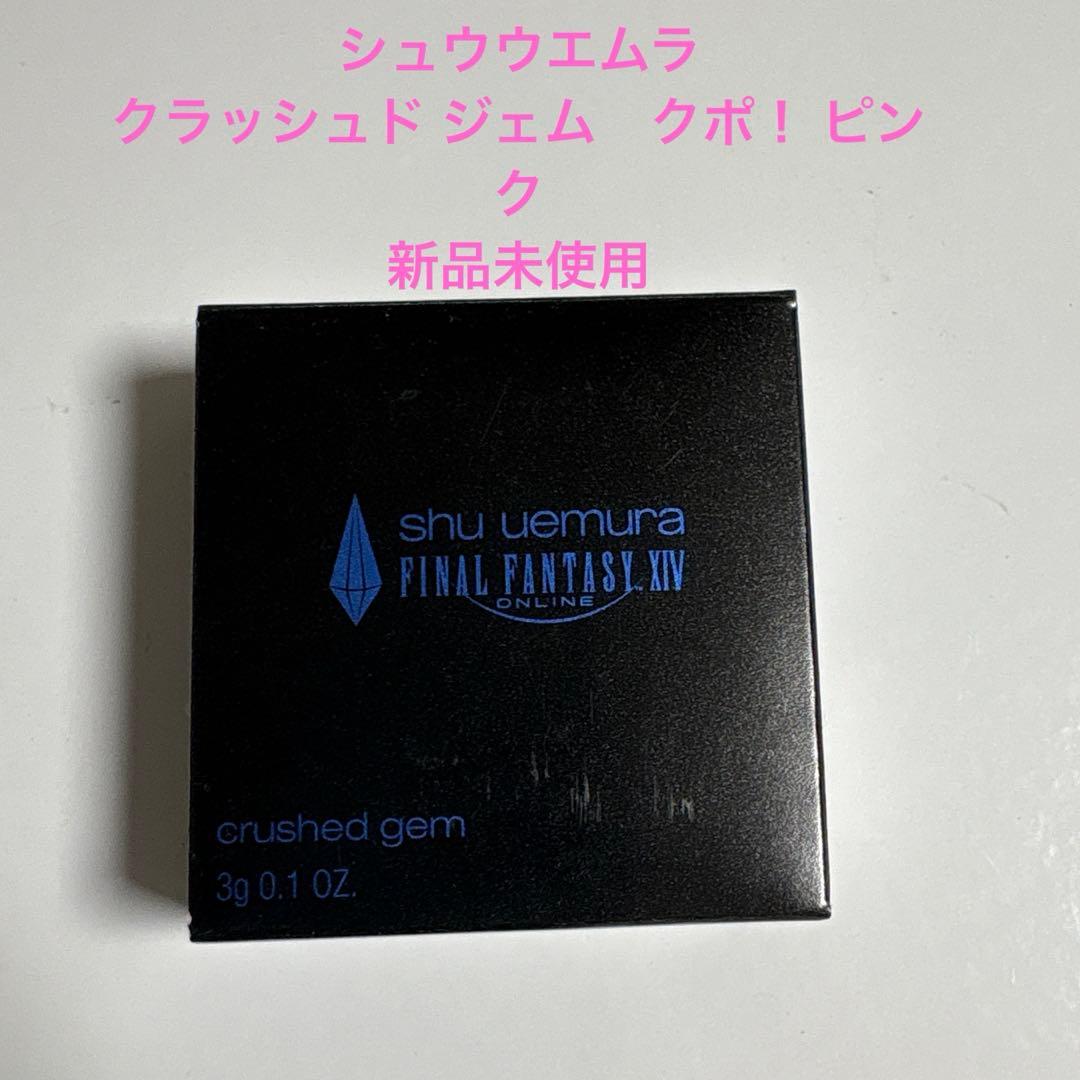 シュウウエムラ
クラッシュド ジェム　クポ！ ピン
ク
新品未使用
shu uemura
FINAL FANTASY™ XIV
ONLINE
crushed gem
3g 0.1 OZ.